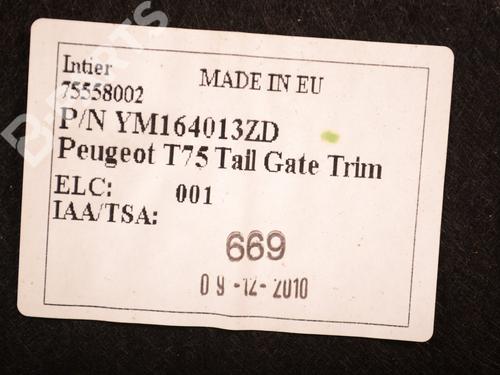 Intier
MADE IN EU
75558002
P/N YM164013ZD
Peugeot T75 Tail Gate Trim
ELC: 001
IAA/TSA:
669
09-12-2010
B-PARTS